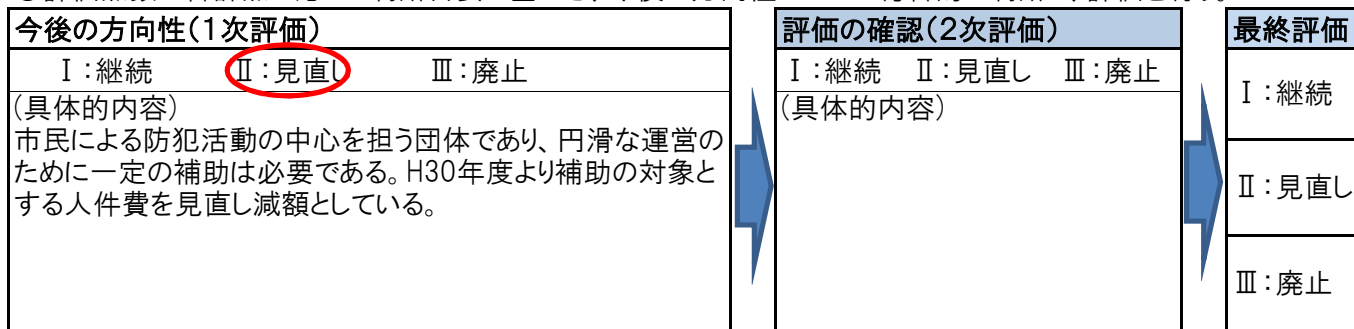 今後の方向性(1次評価)
Ⅰ:継続 Ⅱ:見直し Ⅲ:廃止
(具体的内容)
市民による防犯活動の中心を担う団体であり、円滑な運営の
ために一定の補助は必要である。H30年度より補助の対象と
する人件費を見直し減額としている。
評価の確認(2次評価)
Ⅰ:継続 Ⅱ:見直し Ⅲ:廃止
(具体的内容)
最終評価
Ⅰ:継続
Ⅱ:見直し
Ⅲ:廃止